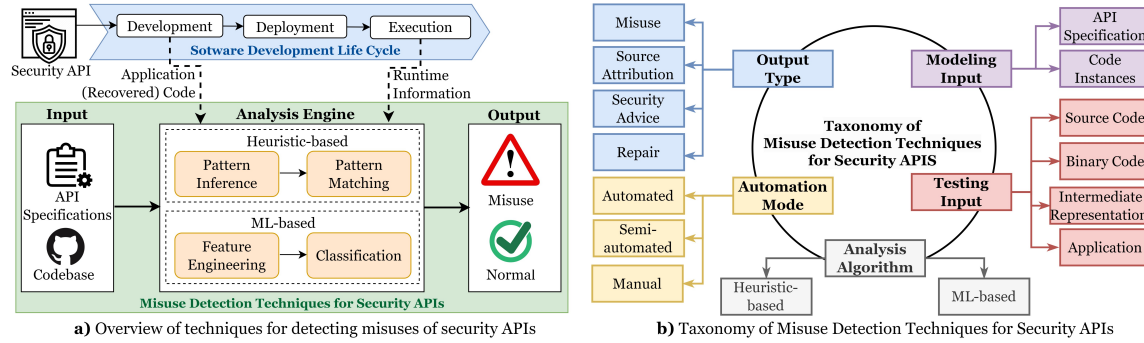 Development
Deployment
Execution
Sotware Development Life Cycle
Security API
Application
(Recovered) Code
Runtime
Information
Input
Analysis Engine
Output
Heuristic-based
Pattern
Inference
Pattern
Matching
API
Specifications
Misuse
ML-based
Feature
Engineering
Classification
Codebase
Normal
Misuse Detection Techniques for Security APIs
a) Overview of techniques for detecting misuses of security APIs
Misuse
Source
Attribution
Security
Advice
Repair
Output
Type
Modeling
Input
API
Specification
Code
Instances
Taxonomy of
Misuse Detection Techniques
for Security APIS
Source Code
Binary Code
Intermediate
Representation
Application
Automation
Mode
Testing
Input
Automated
Semi-
automated
Manual
Analysis
Algorithm
Heuristic-
based
ML-based
b) Taxonomy of Misuse Detection Techniques for Security APIs